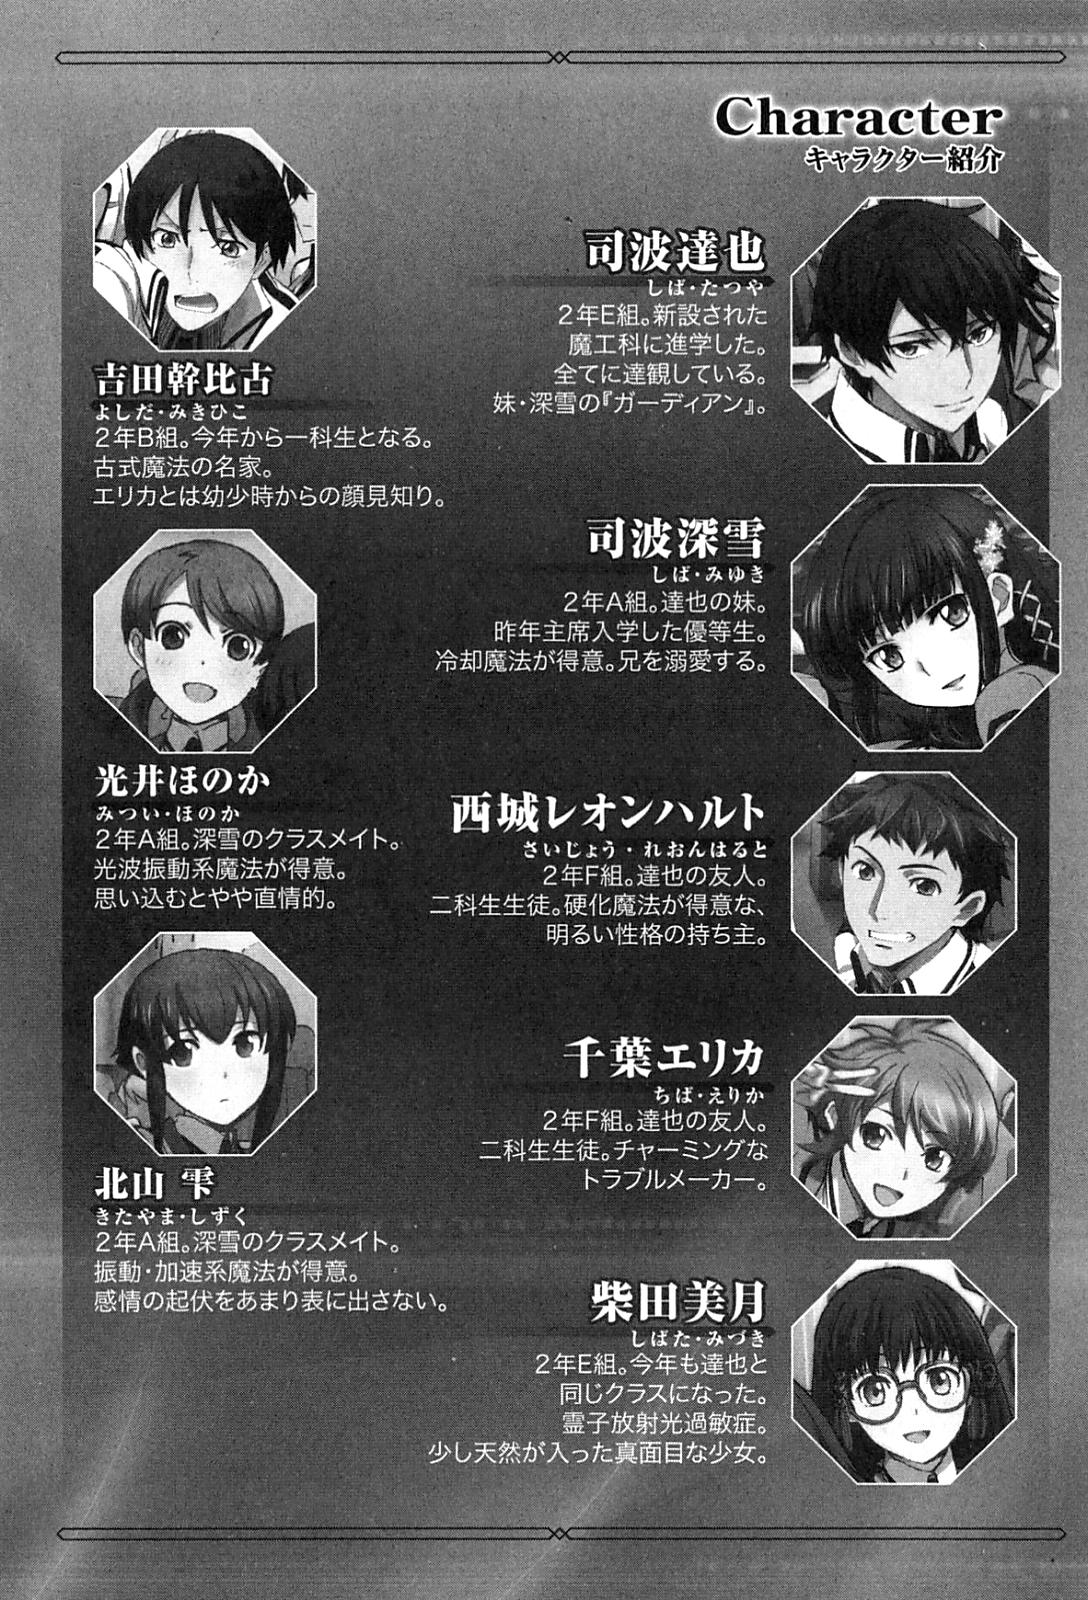 Character
キャラクター紹介
司波達也
しば・たつや
2年E組。新設された
魔工科に進学した。
全てに達観している。
妹・深雪の『ガーディアン』。
司波深雪
しば・みゆき
2年A組。達也の妹。
昨年主席入学した優等生。
冷却魔法が得意。兄を溺愛する。
西城レオンハルト
さいじょう・れおんはると
2年F組。達也の友人。
二科生生徒。硬化魔法が得意な、
明るい性格の持ち主。
千葉エリカ
ちば・えりか
2年F組。達也の友人。
二科生生徒。チャーミングな
トラブルメーカー。
柴田美月
しばた・みづき
2年E組。今年も達也と
同じクラスになった。
霊子放射光過敏症。
少し天然が入った真面目な少女。
吉田幹比古
よしだ・みきひこ
2年B組。今年から一科生となる。
古式魔法の名家。
エリカとは幼少時からの顔見知り。
光井ほのか
みつい・ほのか
2年A組。深雪のクラスメイト。
光波振動系魔法が得意。
思い込むとやや直情的。
北山 雫
きたやま・しずく
2年A組。深雪のクラスメイト。
振動・加速系魔法が得意。
感情の起伏をあまり表に出さない。